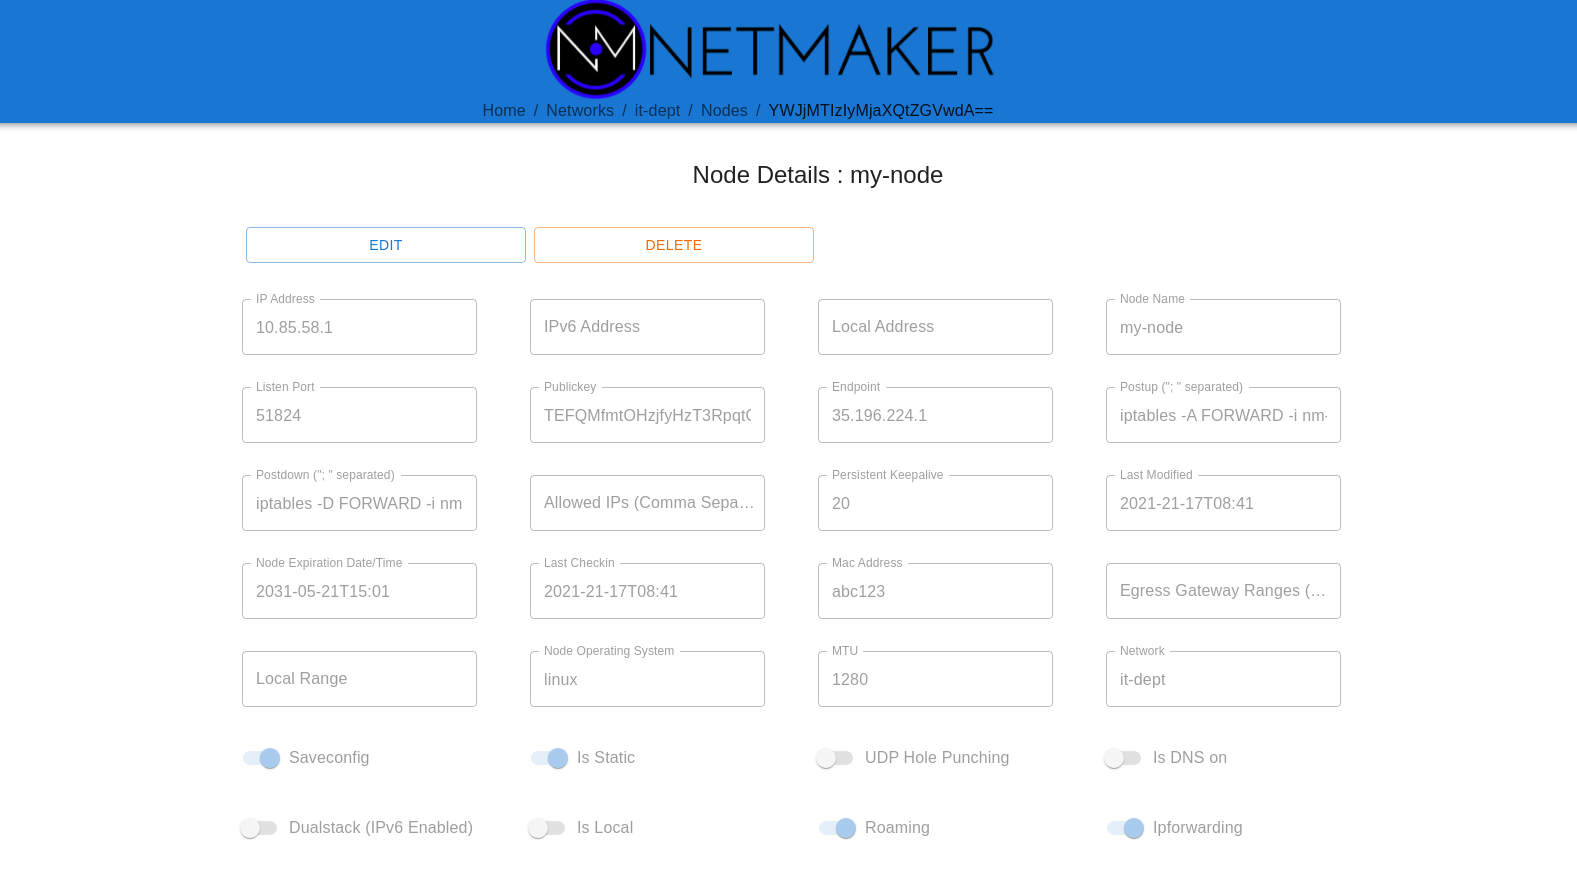 NM NETMAKER
Home / Networks / it-dept / Nodes / YWJjMTIzIyMjaXQtZGVwdA==
Node Details : my-node
EDIT DELETE
IP Address Node Name
10.85.58.1 IPv6 Address Local Address my-node
Listen Port Publickey Endpoint Postup ("; " separated)
51824 TEFQMfmtOHzjfyHzT3Rpqt 35.196.224.1 iptables -A FORWARD -i nm-
Postdown ("; " separated) Persistent Keepalive Last Modified
iptables -D FORWARD -i nm Allowed IPs (Comma Sepa… 20 2021-21-17T08:41
Node Expiration Date/Time Last Checkin Mac Address
2031-05-21T15:01 2021-21-17T08:41 abc123 Egress Gateway Ranges (…
Node Operating System MTU Network
Local Range linux 1280 it-dept
Saveconfig Is Static UDP Hole Punching Is DNS on
Dualstack (IPv6 Enabled) Is Local Roaming Ipforwarding